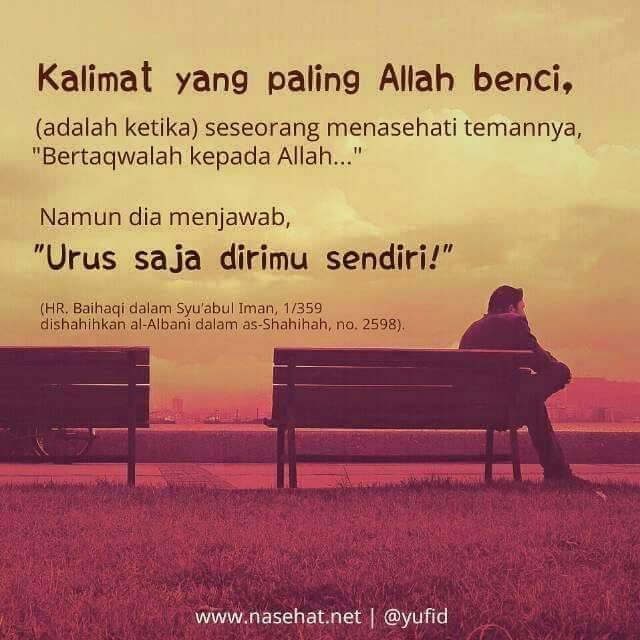 Kalimat yang paling Allah benci,
(adalah ketika) seseorang menasehati temannya,
"Bertaqwalah kepada Allah..."
Namun dia menjawab,
"Urus saja dirimu sendiri!"
(HR. Baihaqi dalam Syu'abul Iman, 1/359
dishahihkan al-Albani dalam as-Shahihah, no. 2598).
www.nasehat.net | @yufid